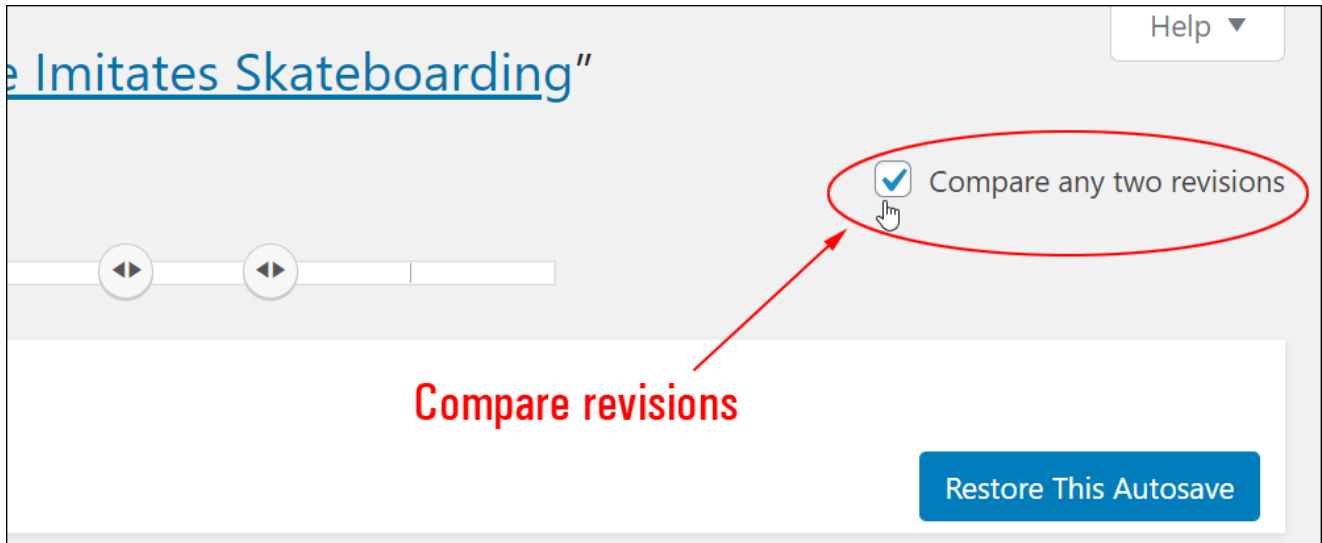 Help ▼
e Imitates Skateboarding”
Compare any two revisions
Compare revisions
Restore This Autosave